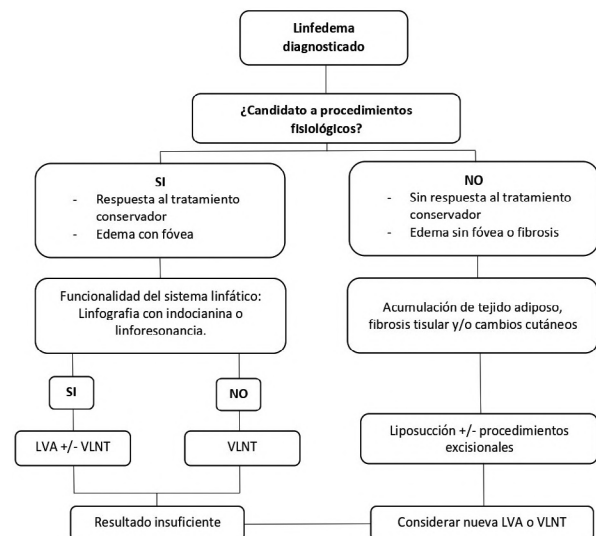 Linfedema
diagnosticado
¿Candidato a procedimientos
fisiológicos?
SI
- Respuesta al tratamiento
conservador
- Edema con fóvea
NO
- Sin respuesta al tratamiento
conservador
- Edema sin fóvea o fibrosis
Funcionalidad del sistema linfático:
Linfografia con indocianina o
linforesonancia.
Acumulación de tejido adiposo,
fibrosis tisular y/o cambios cutáneos
SI
NO
LVA +/- VLNT
VLNT
Liposucción +/- procedimientos
excisionales
Resultado insuficiente
Considerar nueva LVA o VLNT